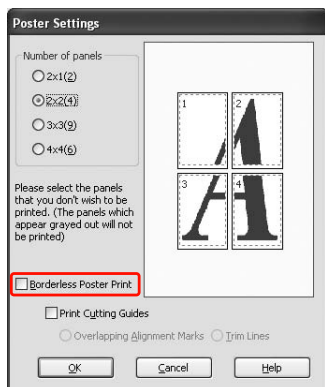 Poster Settings
Number of panels
2x1(2)
2x2(4)
3x3(9)
4x4(6)
1
2
3
4
Please select the panels
that you don't wish to be
printed. (The panels which
appear grayed out will not
be printed)
Borderless Poster Print
Print Cutting Guides
Overlapping Alignment Marks
Trim Lines
OK
Cancel
Help